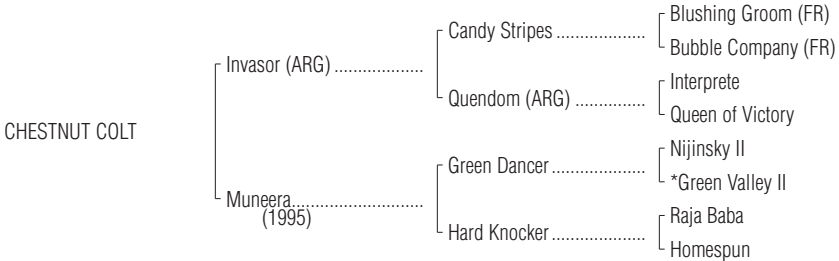 Blushing Groom (FR)
Candy Stripes ....................
Bubble Company (FR)
Invasor (ARG) ....................
Interprete
Quendom (ARG) ................
Queen of Victory
CHESTNUT COLT
Nijinsky II
Green Dancer .....................
*Green Valley II
Muneera.............................
(1995)
Raja Baba
Hard Knocker .....................
Homespun